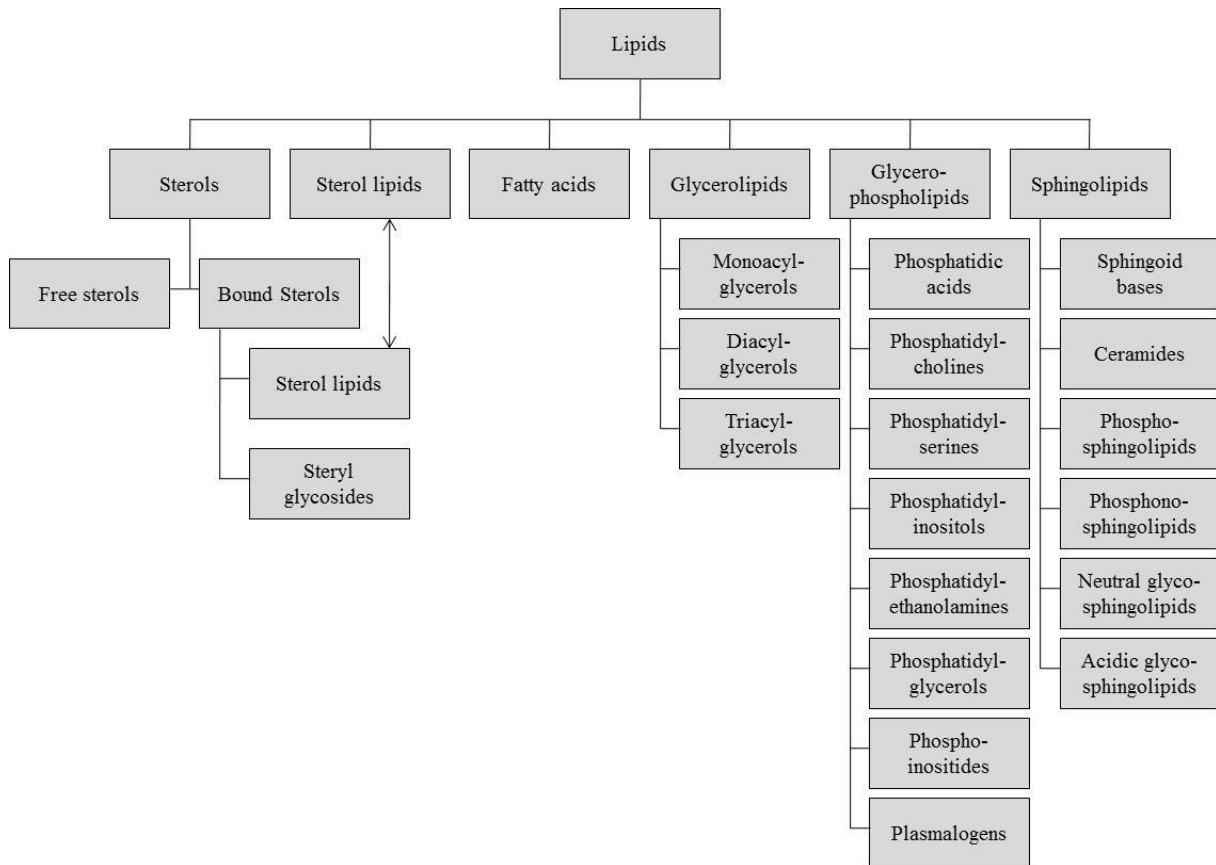 Lipids
Sterols
Sterol lipids
Fatty acids
Glycerolipids
Glycero-
phospholipids
Sphingolipids
Free sterols
Bound Sterols
Sterol lipids
Steryl
glycosides
Monoacyl-
glycerols
Diacyl-
glycerols
Triacyl-
glycerols
Phosphatidic
acids
Phosphatidyl-
cholines
Phosphatidyl-
serines
Phosphatidyl-
inositols
Phosphatidyl-
ethanolamines
Phosphatidyl-
glycerols
Phospho-
inositides
Plasmalogens
Sphingoid
bases
Ceramides
Phospho-
singolipids
Phosphono-
singolipids
Neutral glyco-
sphingolipids
Acidic glyco-
sphingolipids